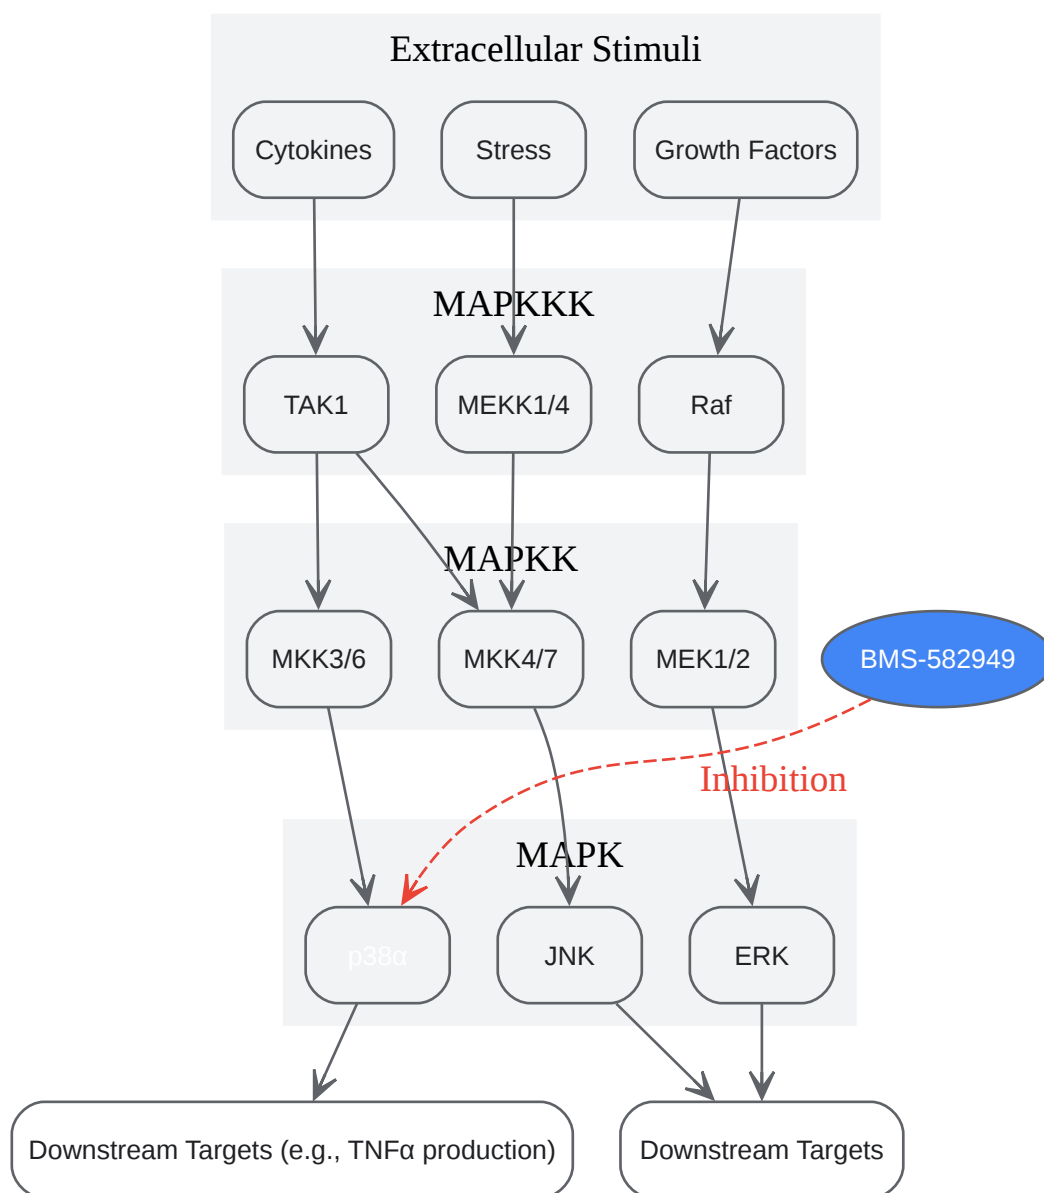 Extracellular Stimuli
Cytokines
Stress
Growth Factors
MAPKKK
TAK1
MEKK1/4
Raf
MAPKK
MKK3/6
MKK4/7
MEK1/2
BMS-582949
Inhibition
MAPK
p38α
JNK
ERK
Downstream Targets (e.g., TNFα production)
Downstream Targets